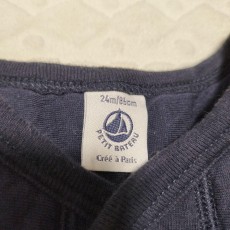 24m/86cm
PETIT BATEAU
Créé à Paris